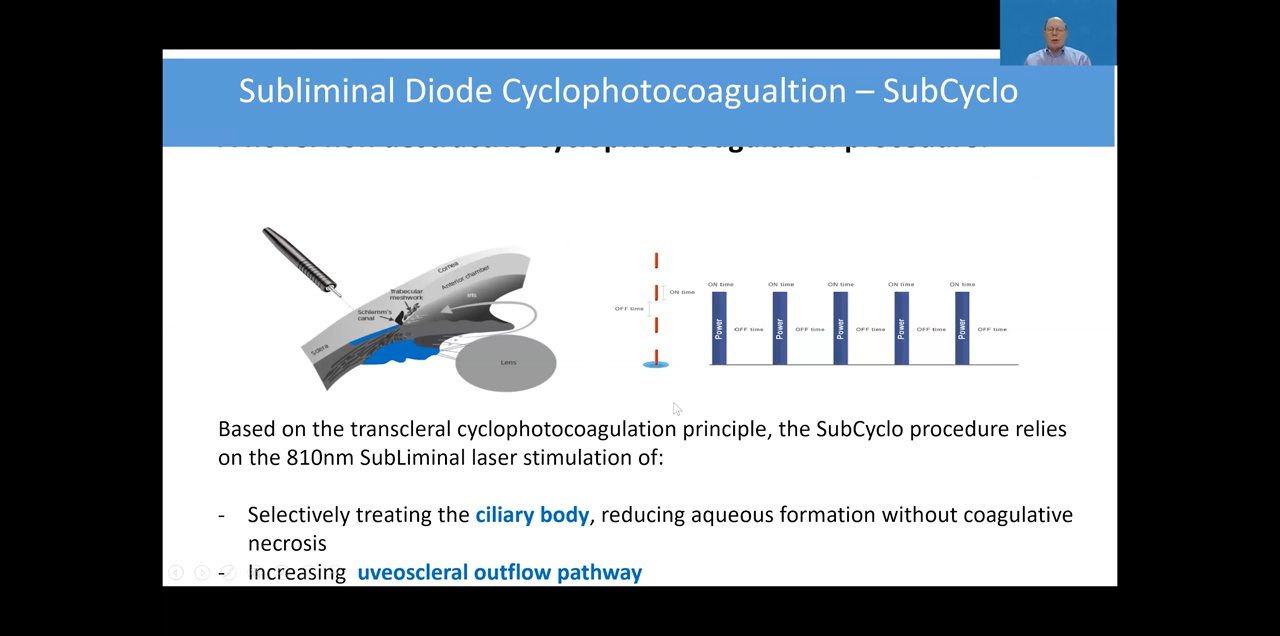 Subliminal Diode Cyclophotocoagualtion – SubCyclo
cyclophotocoagulation procedure:
Cornea
Anterior chamber
Trabecular
meshwork
Iris
Schlemm's
canal
Sclera
Lens
ON time
OFF time
ON time ON time ON time ON time ON time
Power OFF time Power OFF time Power OFF time Power OFF time Power OFF time
Based on the transcleral cyclophotocoagulation principle, the SubCyclo procedure relies
on the 810nm SubLiminal laser stimulation of:
- Selectively treating the ciliary body, reducing aqueous formation without coagulative
necrosis
- Increasing uveoscleral outflow pathway